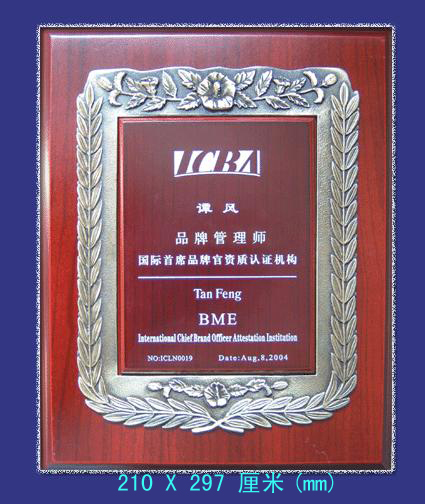 ICBA
谭 风
品牌管理师
国际首席品牌官资质认证机构
Tan Feng
BME
International Chief Brand Officer Attestation Institution
NO:ICLN0019 Date:Aug,8,2004
210 X 297 厘米 (mm)